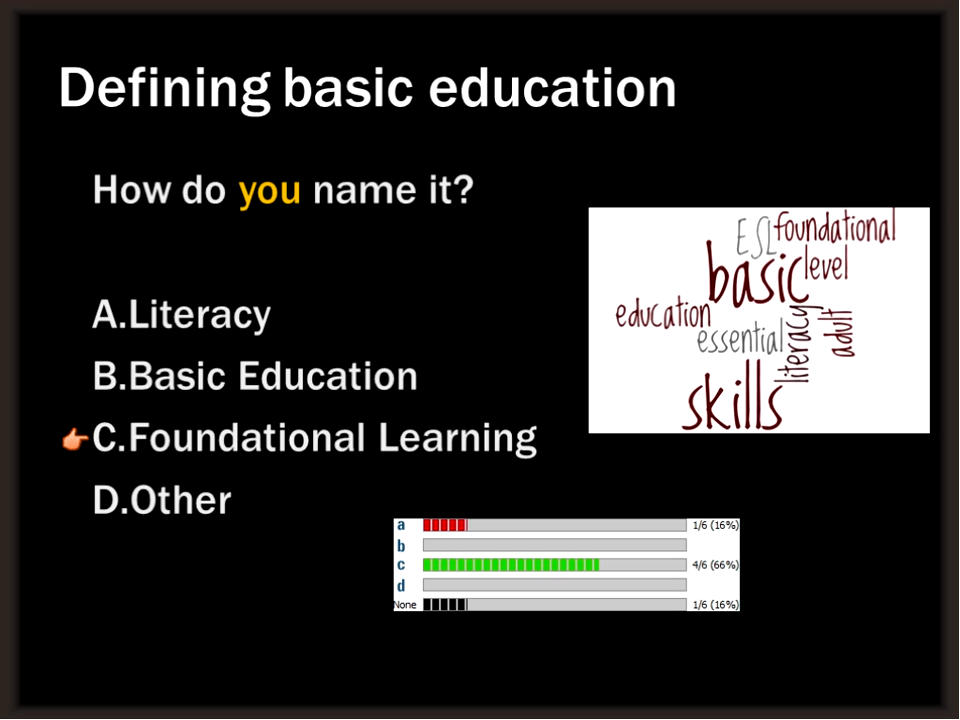 Defining basic education
How do you name it?
A.Literacy
B.Basic Education
C.Foundational Learning
D.Other
ESL foundational
basic level
education
essential
literacy
adult
skills
a 1/6 (16%)
b
c 4/6 (66%)
d
None 1/6 (16%)